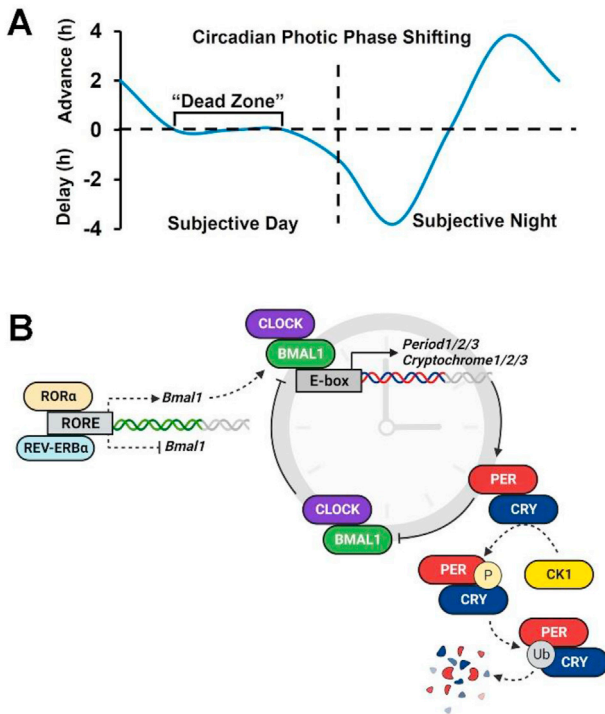 A
Circadian Photic Phase Shifting
Advance (h)
Delay (h)
4
2
0
-2
-4
“Dead Zone”
Subjective Day
Subjective Night
B
CLOCK
BMAL1
E-box
Period1/2/3
Cryptochrome1/2/3
RORα
RORE
REV-ERBα
Bmal1
Bmal1
PER
CRY
CLOCK
BMAL1
PER
P
CRY
CK1
PER
Ub
CRY